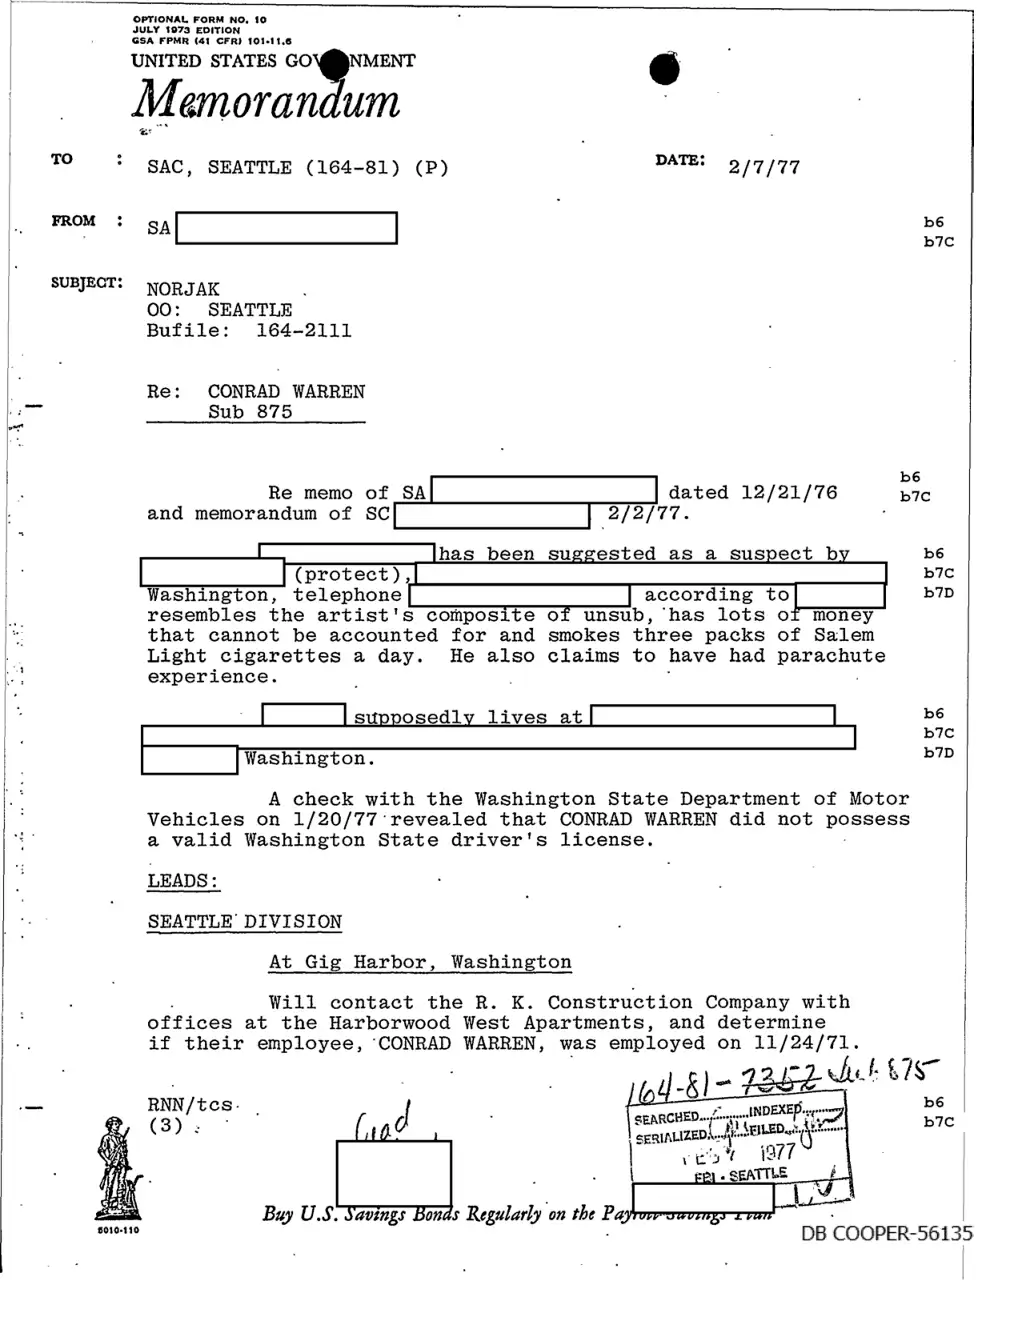 OPTIONAL FORM NO. 10
JULY 1973 EDITION
GSA FPMR (41 CFR) 101-11.6
UNITED STATES GOV NMENT
Memorandum
TO : SAC, SEATTLE (164-81) (P) DATE: 2/7/77
FROM : SA b6
b7C
SUBJECT: NORJAK
OO: SEATTLE
Bufile: 164-2111
Re: CONRAD WARREN
Sub 875
Re memo of SA dated 12/21/76 b6
and memorandum of SC 2/2/77. b7C
has been suggested as a suspect by b6
(protect), b7C
Washington, telephone according to b7D
resembles the artist's composite of unsub, has lots of money
that cannot be accounted for and smokes three packs of Salem
Light cigarettes a day. He also claims to have had parachute
experience.
supposedly lives at b6
b7C
Washington. b7D
A check with the Washington State Department of Motor
Vehicles on 1/20/77 revealed that CONRAD WARREN did not possess
a valid Washington State driver's license.
LEADS:
SEATTLE DIVISION
At Gig Harbor, Washington
Will contact the R. K. Construction Company with
offices at the Harborwood West Apartments, and determine
if their employee, CONRAD WARREN, was employed on 11/24/71.
164-81-7352 Sub 875
RNN/tcs b6
(3) b7C
SEARCHED INDEXED
SERIALIZED FILED
1977
FBI - SEATTLE
Buy U.S. Savings Bonds Regularly on the Payroll Savings Plan
5010-110
DB COOPER-56135